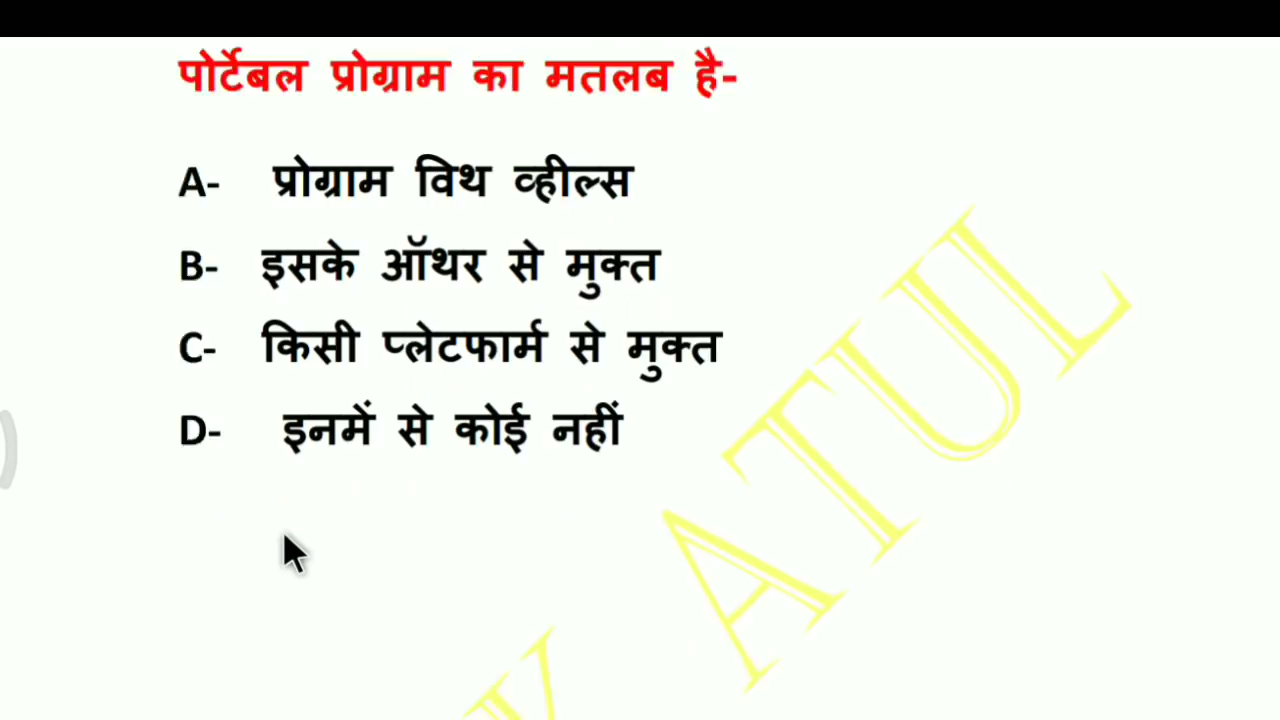 पोर्टेबल प्रोग्राम का मतलब है-
A- प्रोग्राम विथ व्हील्स
B- इसके ऑथर से मुक्त
C- किसी प्लेटफार्म से मुक्त
D- इनमें से कोई नहीं
ATUL